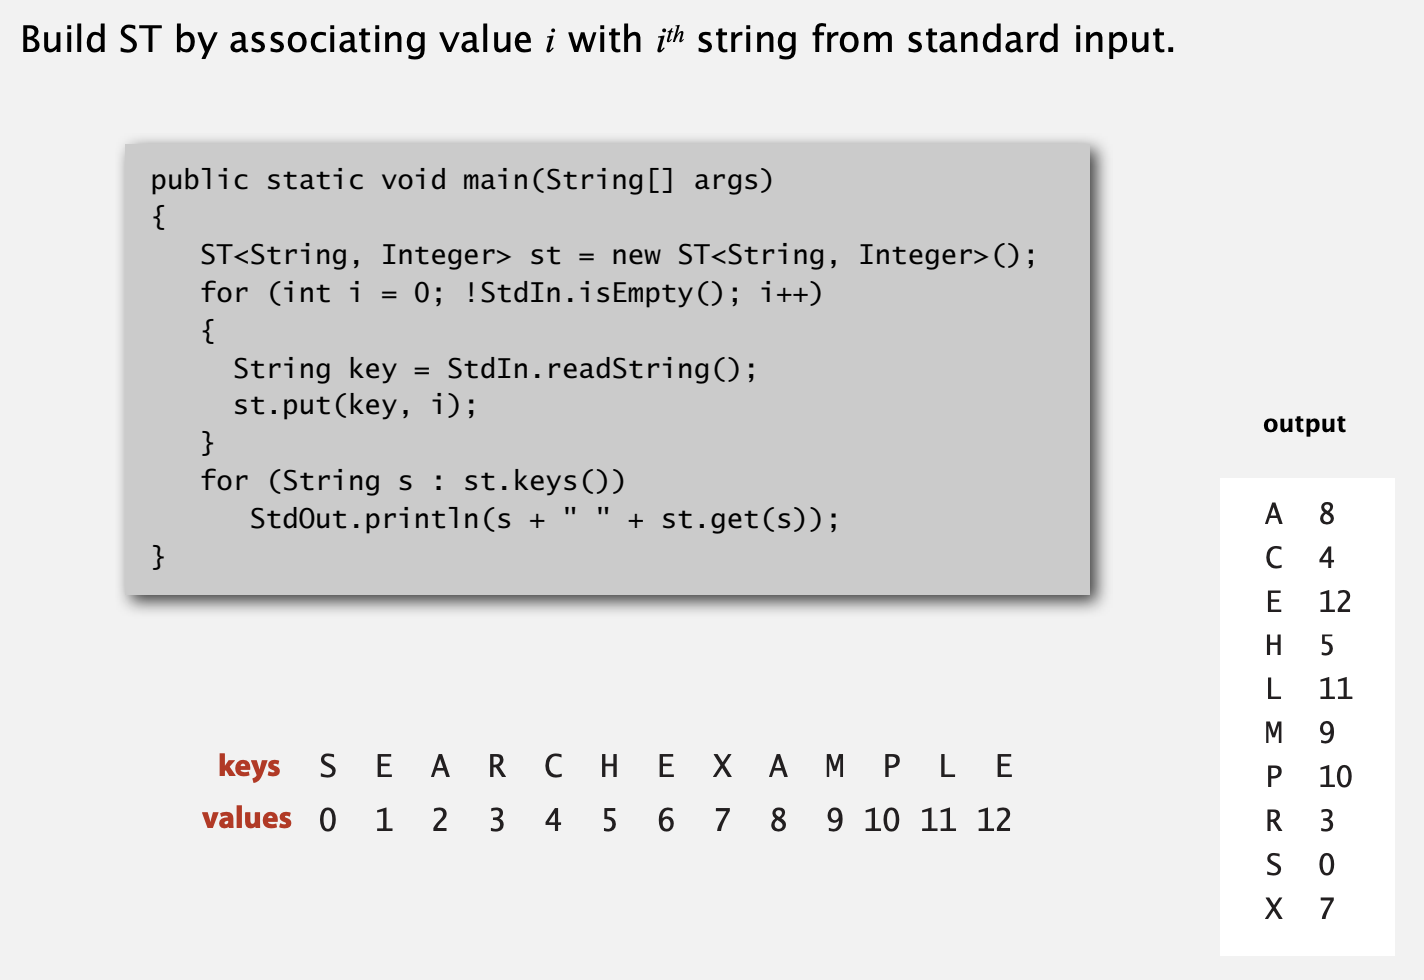 Build ST by associating value i with ith string from standard input.
public static void main(String[] args)
{
   ST<String, Integer> st = new ST<String, Integer>();
   for (int i = 0; !StdIn.isEmpty(); i++)
   {
     String key = StdIn.readString();
     st.put(key, i);
   }
   for (String s : st.keys())
      StdOut.println(s + " " + st.get(s));
}
keys S E A R C H E X A M P L E
values 0 1 2 3 4 5 6 7 8 9 10 11 12
output
A 8
C 4
E 12
H 5
L 11
M 9
P 10
R 3
S 0
X 7